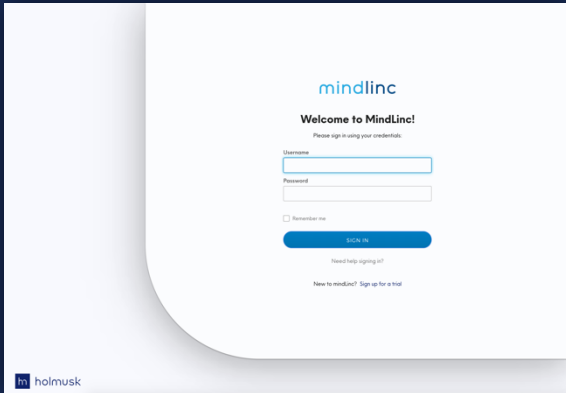 mindlinc
Welcome to MindLinc!
Please sign in using your credentials:
Username
Password
Remember me
SIGN IN
Need help signing in?
New to mindLinc? Sign up for a trial
h holmusk